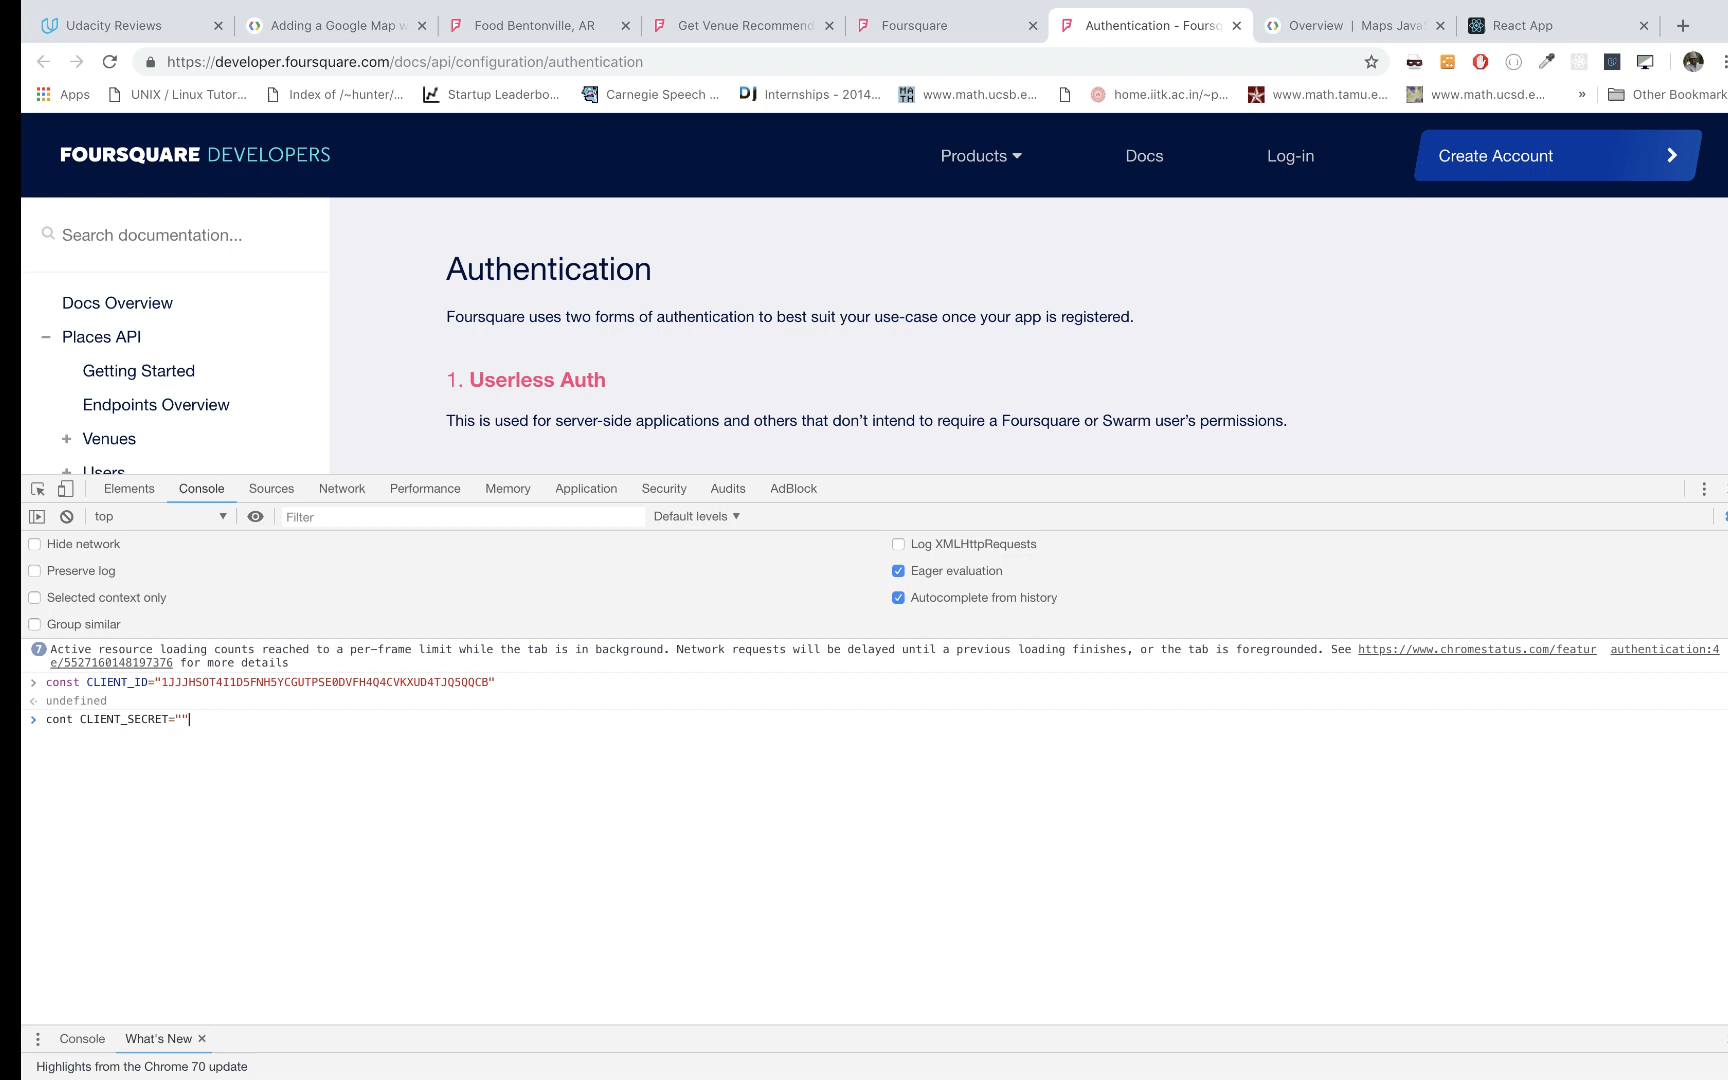 Udacity Reviews
Adding a Google Map w
Food Bentonville, AR
Get Venue Recommend
Foursquare
Authentication - Foursq
Overview | Maps JavaS
React App
https://developer.foursquare.com/docs/api/configuration/authentication
Apps
UNIX / Linux Tutor...
Index of /~hunter/...
Startup Leaderbo...
Carnegie Speech ...
Internships - 2014...
www.math.ucsb.e...
home.iitk.ac.in/~p...
www.math.tamu.e...
www.math.ucsd.e...
»
Other Bookmark
FOURSQUARE DEVELOPERS
Products
Docs
Log-in
Create Account
Search documentation...
Docs Overview
Places API
Getting Started
Endpoints Overview
Venues
Users
Authentication
Foursquare uses two forms of authentication to best suit your use-case once your app is registered.
1. Userless Auth
This is used for server-side applications and others that don’t intend to require a Foursquare or Swarm user’s permissions.
Elements
Console
Sources
Network
Performance
Memory
Application
Security
Audits
AdBlock
top
Filter
Default levels
Hide network
Log XMLHttpRequests
Preserve log
Eager evaluation
Selected context only
Autocomplete from history
Group similar
7 Active resource loading counts reached to a per-frame limit while the tab is in background. Network requests will be delayed until a previous loading finishes, or the tab is foregrounded. See https://www.chromestatus.com/featur authentication:4
e/5527160148197376 for more details
const CLIENT_ID="1JJJHSOT4I1D5FNH5YCGUTPSE0DVFH4Q4CVKXUD4TJQ5QQCB"
undefined
cont CLIENT_SECRET=""
Console
What's New
Highlights from the Chrome 70 update